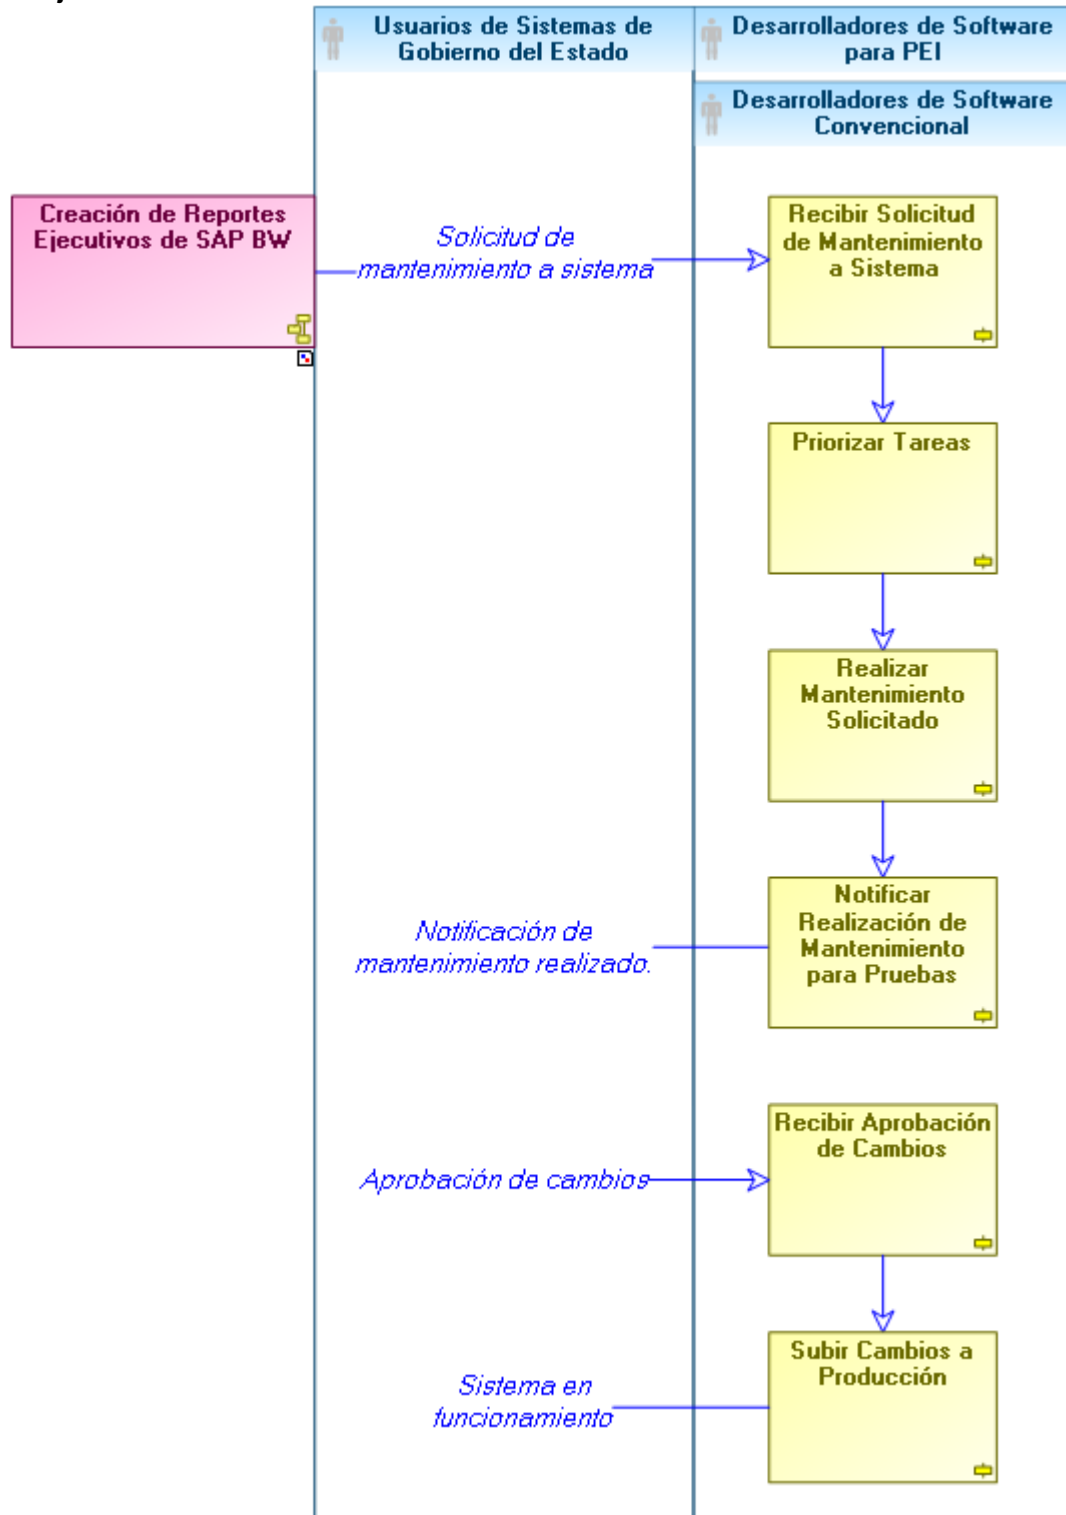 Usuarios de Sistemas de
Gobierno del Estado
Desarrolladores de Software
para PEI
Desarrolladores de Software
Convencional
Creación de Reportes
Ejecutivos de SAP BW
Solicitud de
mantenimiento a sistema
Recibir Solicitud
de Mantenimiento
a Sistema
Priorizar Tareas
Realizar
Mantenimiento
Solicitado
Notificación de
mantenimiento realizado.
Notificar
Realización de
Mantenimiento
para Pruebas
Aprobación de cambios
Recibir Aprobación
de Cambios
Sistema en
funcionamiento
Subir Cambios a
Producción